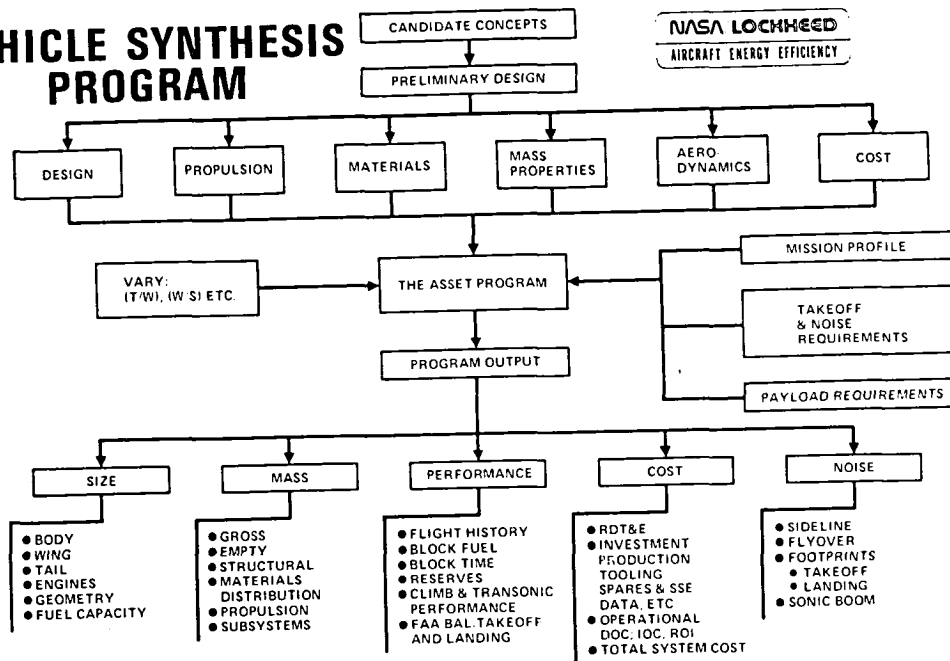 HICLE SYNTHESIS
PROGRAM
NASA LOCKHEED
AIRCRAFT ENERGY EFFICIENCY
CANDIDATE CONCEPTS
PRELIMINARY DESIGN
DESIGN
PROPULSION
MATERIALS
MASS
PROPERTIES
AERO-
DYNAMICS
COST
VARY:
(T/W), (W/S) ETC.
THE ASSET PROGRAM
MISSION PROFILE
TAKEOFF
& NOISE
REQUIREMENTS
PAYLOAD REQUIREMENTS
PROGRAM OUTPUT
SIZE
● BODY
● WING
● TAIL
● ENGINES
● GEOMETRY
● FUEL CAPACITY
MASS
● GROSS
● EMPTY
● STRUCTURAL
● MATERIALS
DISTRIBUTION
● PROPULSION
● SUBSYSTEMS
PERFORMANCE
● FLIGHT HISTORY
● BLOCK FUEL
● BLOCK TIME
● RESERVES
● CLIMB & TRANSONIC
PERFORMANCE
● FAA BAL. TAKEOFF
AND LANDING
COST
● RDT&E
● INVESTMENT
PRODUCTION
TOOLING
SPARES & SSE
DATA, ETC
● OPERATIONAL
DOC, IOC, ROI
● TOTAL SYSTEM COST
NOISE
● SIDELINE
● FLYOVER
● FOOTPRINTS
● TAKEOFF
● LANDING
● SONIC BOOM